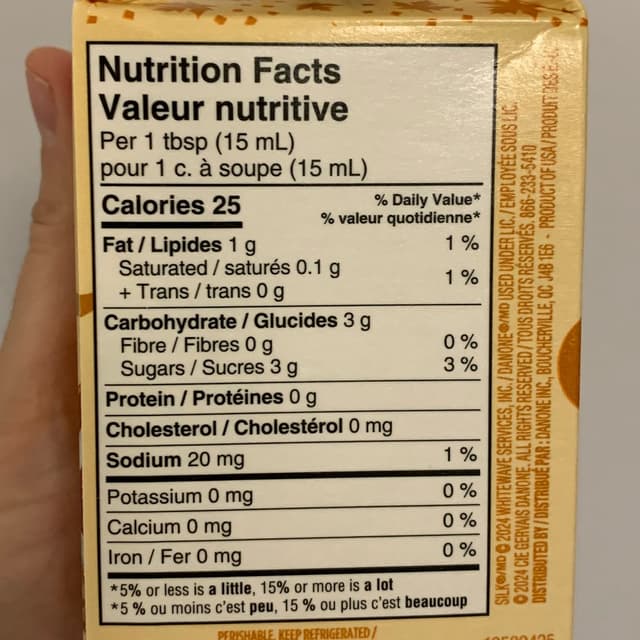 Nutrition Facts
Valeur nutritive
Per 1 tbsp (15 mL)
pour 1 c. à soupe (15 mL)
Calories 25
% Daily Value*
% valeur quotidienne*
Fat / Lipides 1 g 1 %
Saturated / saturés 0.1 g
+ Trans / trans 0 g
1 %
Carbohydrate / Glucides 3 g
Fibre / Fibres 0 g 0 %
Sugars / Sucres 3 g 3 %
Protein / Protéines 0 g
Cholesterol / Cholestérol 0 mg
Sodium 20 mg 1 %
Potassium 0 mg 0 %
Calcium 0 mg 0 %
Iron / Fer 0 mg 0 %
*5% or less is a little, 15% or more is a lot
*5 % ou moins c'est peu, 15 % ou plus c'est beaucoup
PERISHABLE. KEEP REFRIGERATED /
SILK®/MD © 2024 WHITEWAVE SERVICES, INC. / DANONE®/MD USED UNDER LIC. / EMPLOYÉE SOUS LIC.
© 2024 CIE GERVAIS DANONE. ALL RIGHTS RESERVED / TOUS DROITS RÉSERVÉS. 866-233-5410
DISTRIBUTED BY / DISTRIBUÉ PAR : DANONE INC., BOUCHERVILLE, QC J4B 1E6 - PRODUCT OF USA / PRODUIT DES